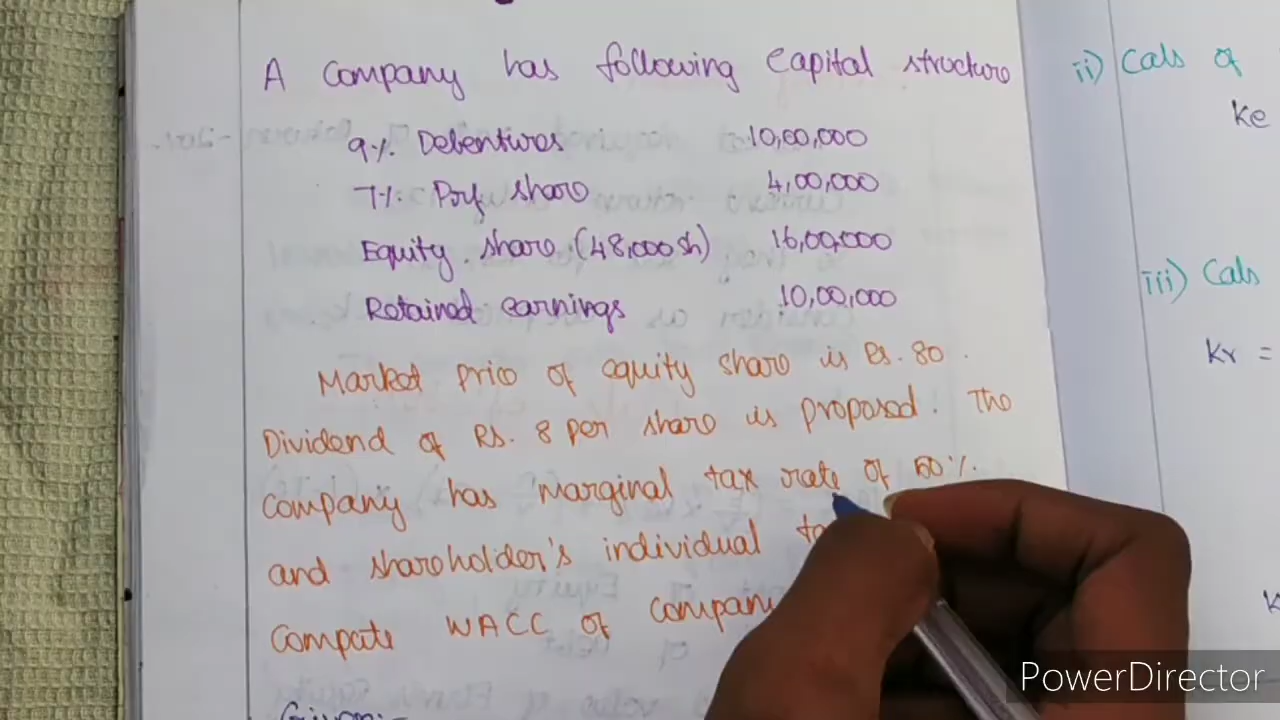 A Company has following Capital structure
9%. Debentures 10,00,000
7%. Prf share 4,00,000
Equity share (48,000 sh) 16,00,000
Retained earnings 10,00,000
Market price of equity share is Rs. 80.
Dividend of Rs. 8 per share is proposed. The
company has Marginal tax rate of 50%.
and shareholder's individual
Compute WACC of company
Given:-
ii) Cals of
ke
iii) Cals
kr =
K
PowerDirector